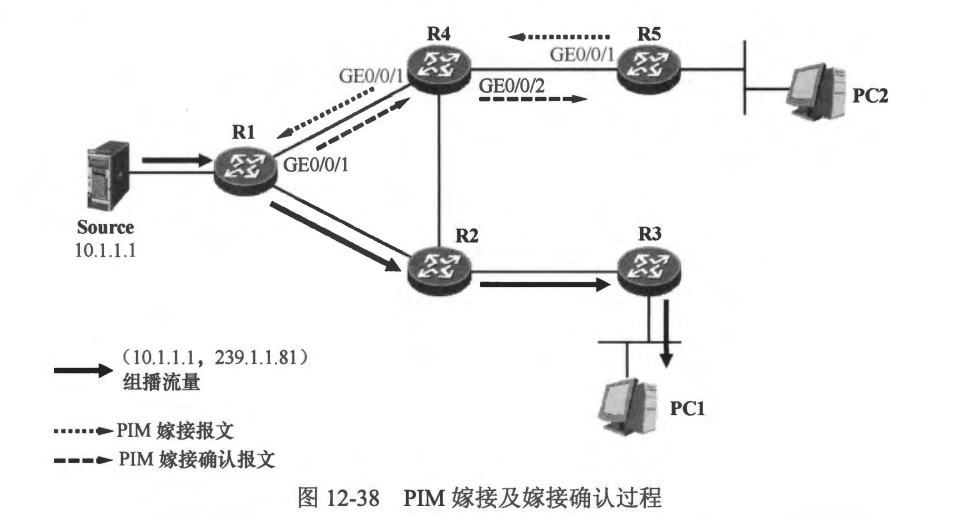 R4
R5
GE0/0/1
GE0/0/1
GE0/0/2
PC2
R1
GE0/0/1
Source
10.1.1.1
R2
R3
（10.1.1.1，239.1.1.81）
组播流量
PC1
PIM 嫁接报文
PIM 嫁接确认报文
图 12-38 PIM 嫁接及嫁接确认过程